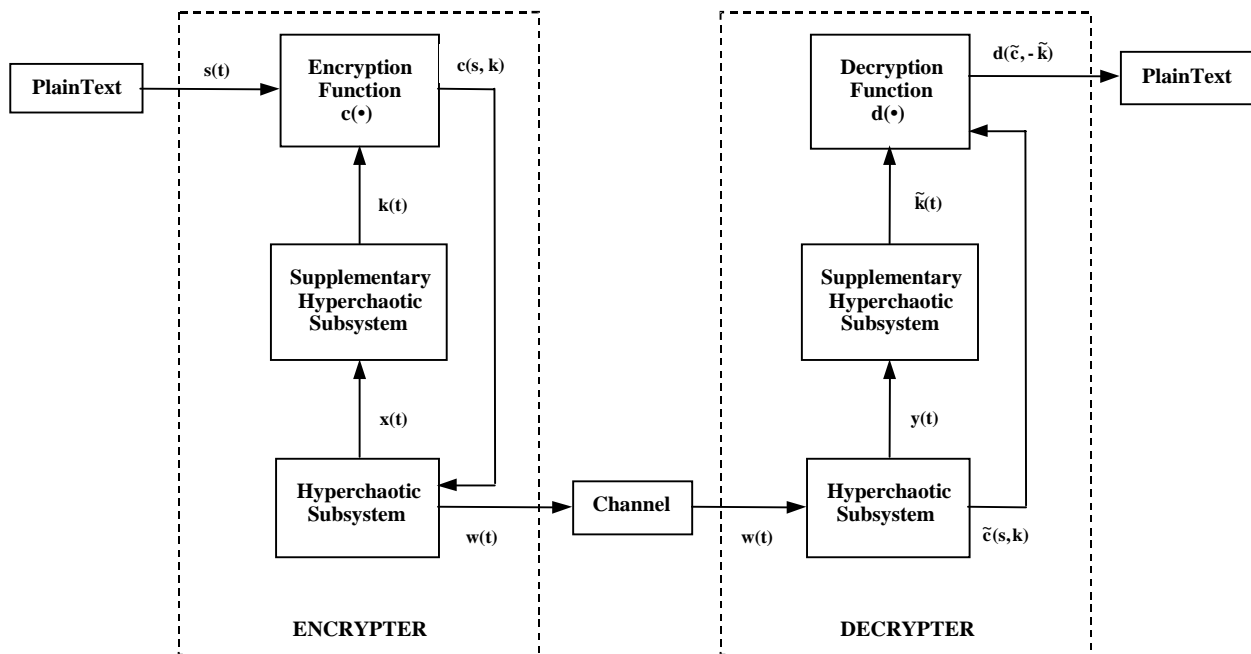 PlainText
s(t)
Encryption
Function
c(•)
c(s, k)
k(t)
Supplementary
Hyperchaotic
Subsystem
x(t)
Hyperchaotic
Subsystem
w(t)
ENCRYPTER
Channel
w(t)
Decryption
Function
d(•)
d(c̃, - k̃)
PlainText
k̃(t)
Supplementary
Hyperchaotic
Subsystem
y(t)
Hyperchaotic
Subsystem
c̃(s,k)
DECRYPTER